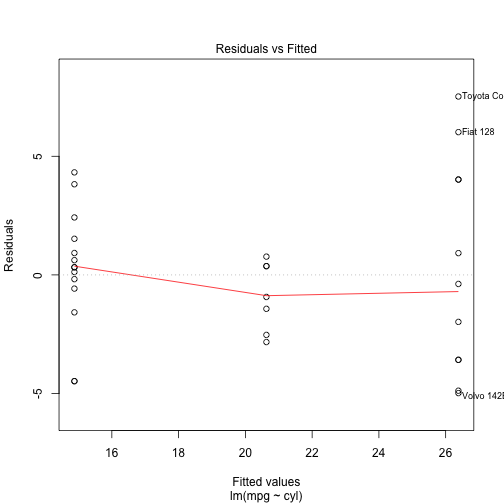 Residuals vs Fitted
Toyota Co
Fiat 128
Volvo 142E
Residuals
5
0
-5
16 18 20 22 24 26
Fitted values
lm(mpg ~ cyl)